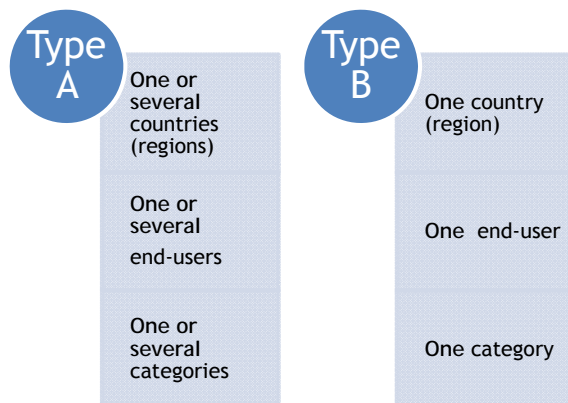 Type
A
One or
several
countries
(regions)
One or
several
end-users
One or
several
categories
Type
B
One country
(region)
One end-user
One category